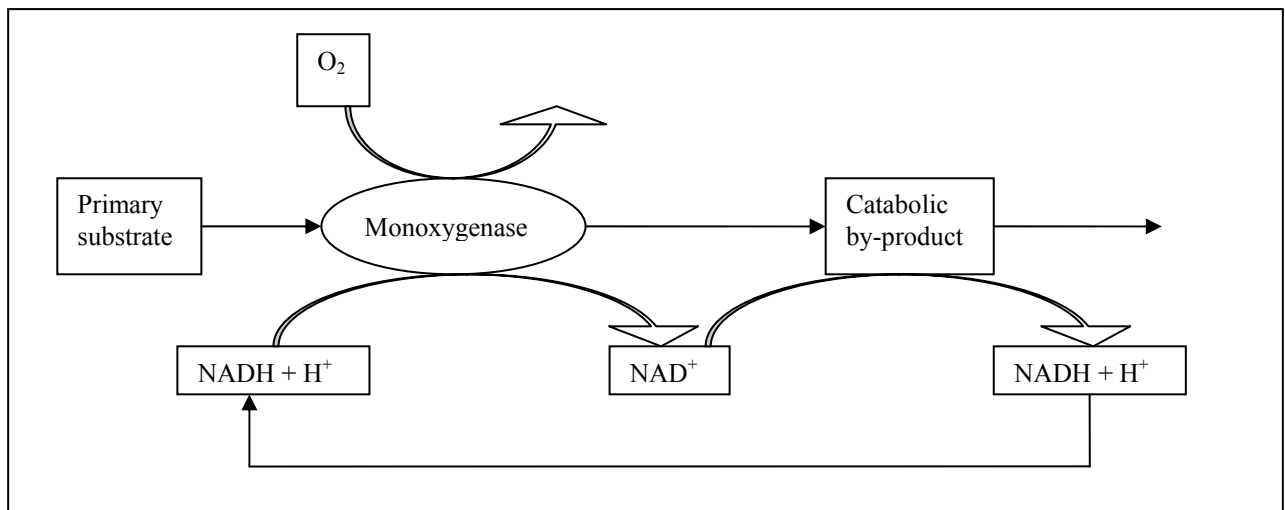 O₂
Primary
substrate
Monoxygenase
Catabolic
by-product
NADH + H⁺
NAD⁺
NADH + H⁺